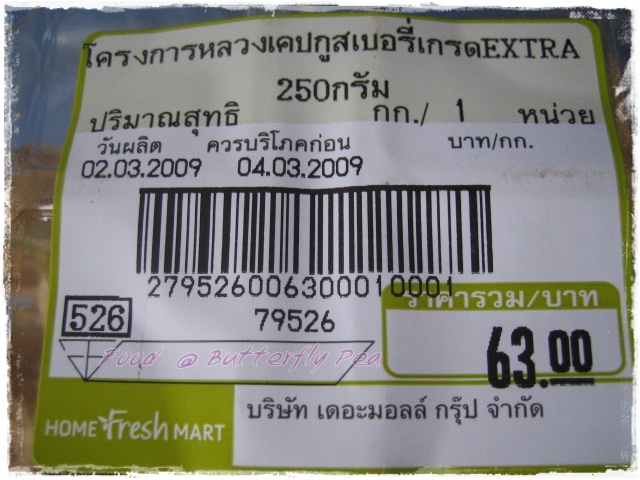 โครงการหลวงเคปกูสเบอรี่เกรดEXTRA
250กรัม
ปริมาณสุทธิ กก./ 1 หน่วย
วันผลิต ควรบริโภคก่อน บาท/กก.
02.03.2009 04.03.2009
279526006300010001
526 79526
ราคารวม/บาท
63.00
Food @ Butterfly Pea
HOME Fresh MART
บริษัท เดอะมอลล์ กรุ๊ป จำกัด